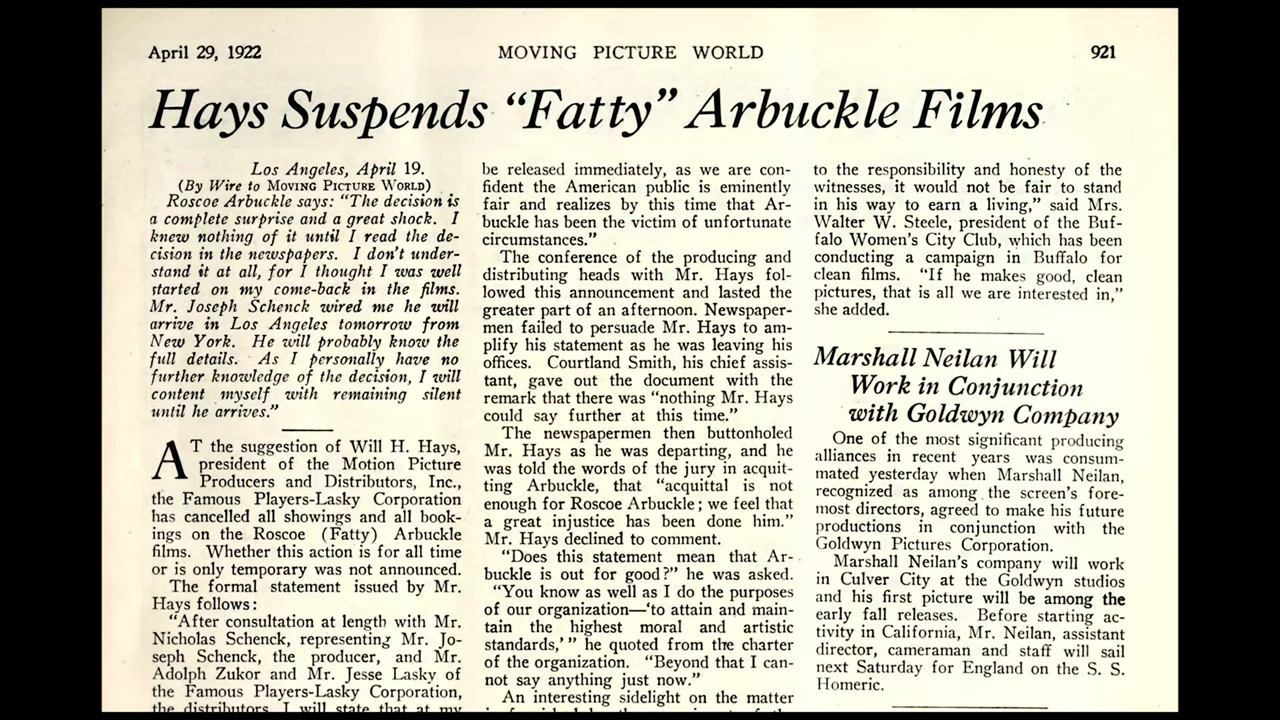 April 29, 1922
MOVING PICTURE WORLD
921
Hays Suspends "Fatty" Arbuckle Films
Los Angeles, April 19.
(By Wire to MOVING PICTURE WORLD)
Roscoe Arbuckle says: "The decision is
a complete surprise and a great shock. I
knew nothing of it until I read the de-
cision in the newspapers. I don't under-
stand it at all, for I thought I was well
started on my come-back in the films.
Mr. Joseph Schenck wired me he will
arrive in Los Angeles tomorrow from
New York. He will probably know the
full details. As I personally have no
further knowledge of the decision, I will
content myself with remaining silent
until he arrives."
AT the suggestion of Will H. Hays,
president of the Motion Picture
Producers and Distributors, Inc.,
the Famous Players-Lasky Corporation
has cancelled all showings and all book-
ings on the Roscoe (Fatty) Arbuckle
films. Whether this action is for all time
or is only temporary was not announced.
The formal statement issued by Mr.
Hays follows:
"After consultation at length with Mr.
Nicholas Schenck, representing Mr. Jo-
seph Schenck, the producer, and Mr.
Adolph Zukor and Mr. Jesse Lasky of
the Famous Players-Lasky Corporation,
the distributors, I will state that at my
be released immediately, as we are con-
fident the American public is eminently
fair and realizes by this time that Ar-
buckle has been the victim of unfortunate
circumstances."
The conference of the producing and
distributing heads with Mr. Hays fol-
lowed this announcement and lasted the
greater part of an afternoon. Newspaper-
men failed to persuade Mr. Hays to am-
plify his statement as he was leaving his
offices. Courtland Smith, his chief assis-
tant, gave out the document with the
remark that there was "nothing Mr. Hays
could say further at this time."
The newspapermen then buttonholed
Mr. Hays as he was departing, and he
was told the words of the jury in acquit-
ting Arbuckle, that "acquittal is not
enough for Roscoe Arbuckle; we feel that
a great injustice has been done him."
Mr. Hays declined to comment.
"Does this statement mean that Ar-
buckle is out for good?" he was asked.
"You know as well as I do the purposes
of our organization—'to attain and main-
tain the highest moral and artistic
standards,'" he quoted from the charter
of the organization. "Beyond that I can-
not say anything just now."
An interesting sidelight on the matter
to the responsibility and honesty of the
witnesses, it would not be fair to stand
in his way to earn a living," said Mrs.
Walter W. Steele, president of the Buf-
falo Women's City Club, which has been
conducting a campaign in Buffalo for
clean films. "If he makes good, clean
pictures, that is all we are interested in,"
she added.
Marshall Neilan Will
Work in Conjunction
with Goldwyn Company
One of the most significant producing
alliances in recent years was consum-
mated yesterday when Marshall Neilan,
recognized as among the screen's fore-
most directors, agreed to make his future
productions in conjunction with the
Goldwyn Pictures Corporation.
Marshall Neilan's company will work
in Culver City at the Goldwyn studios
and his first picture will be among the
early fall releases. Before starting ac-
tivity in California, Mr. Neilan, assistant
director, cameraman and staff will sail
next Saturday for England on the S. S.
Homeric.